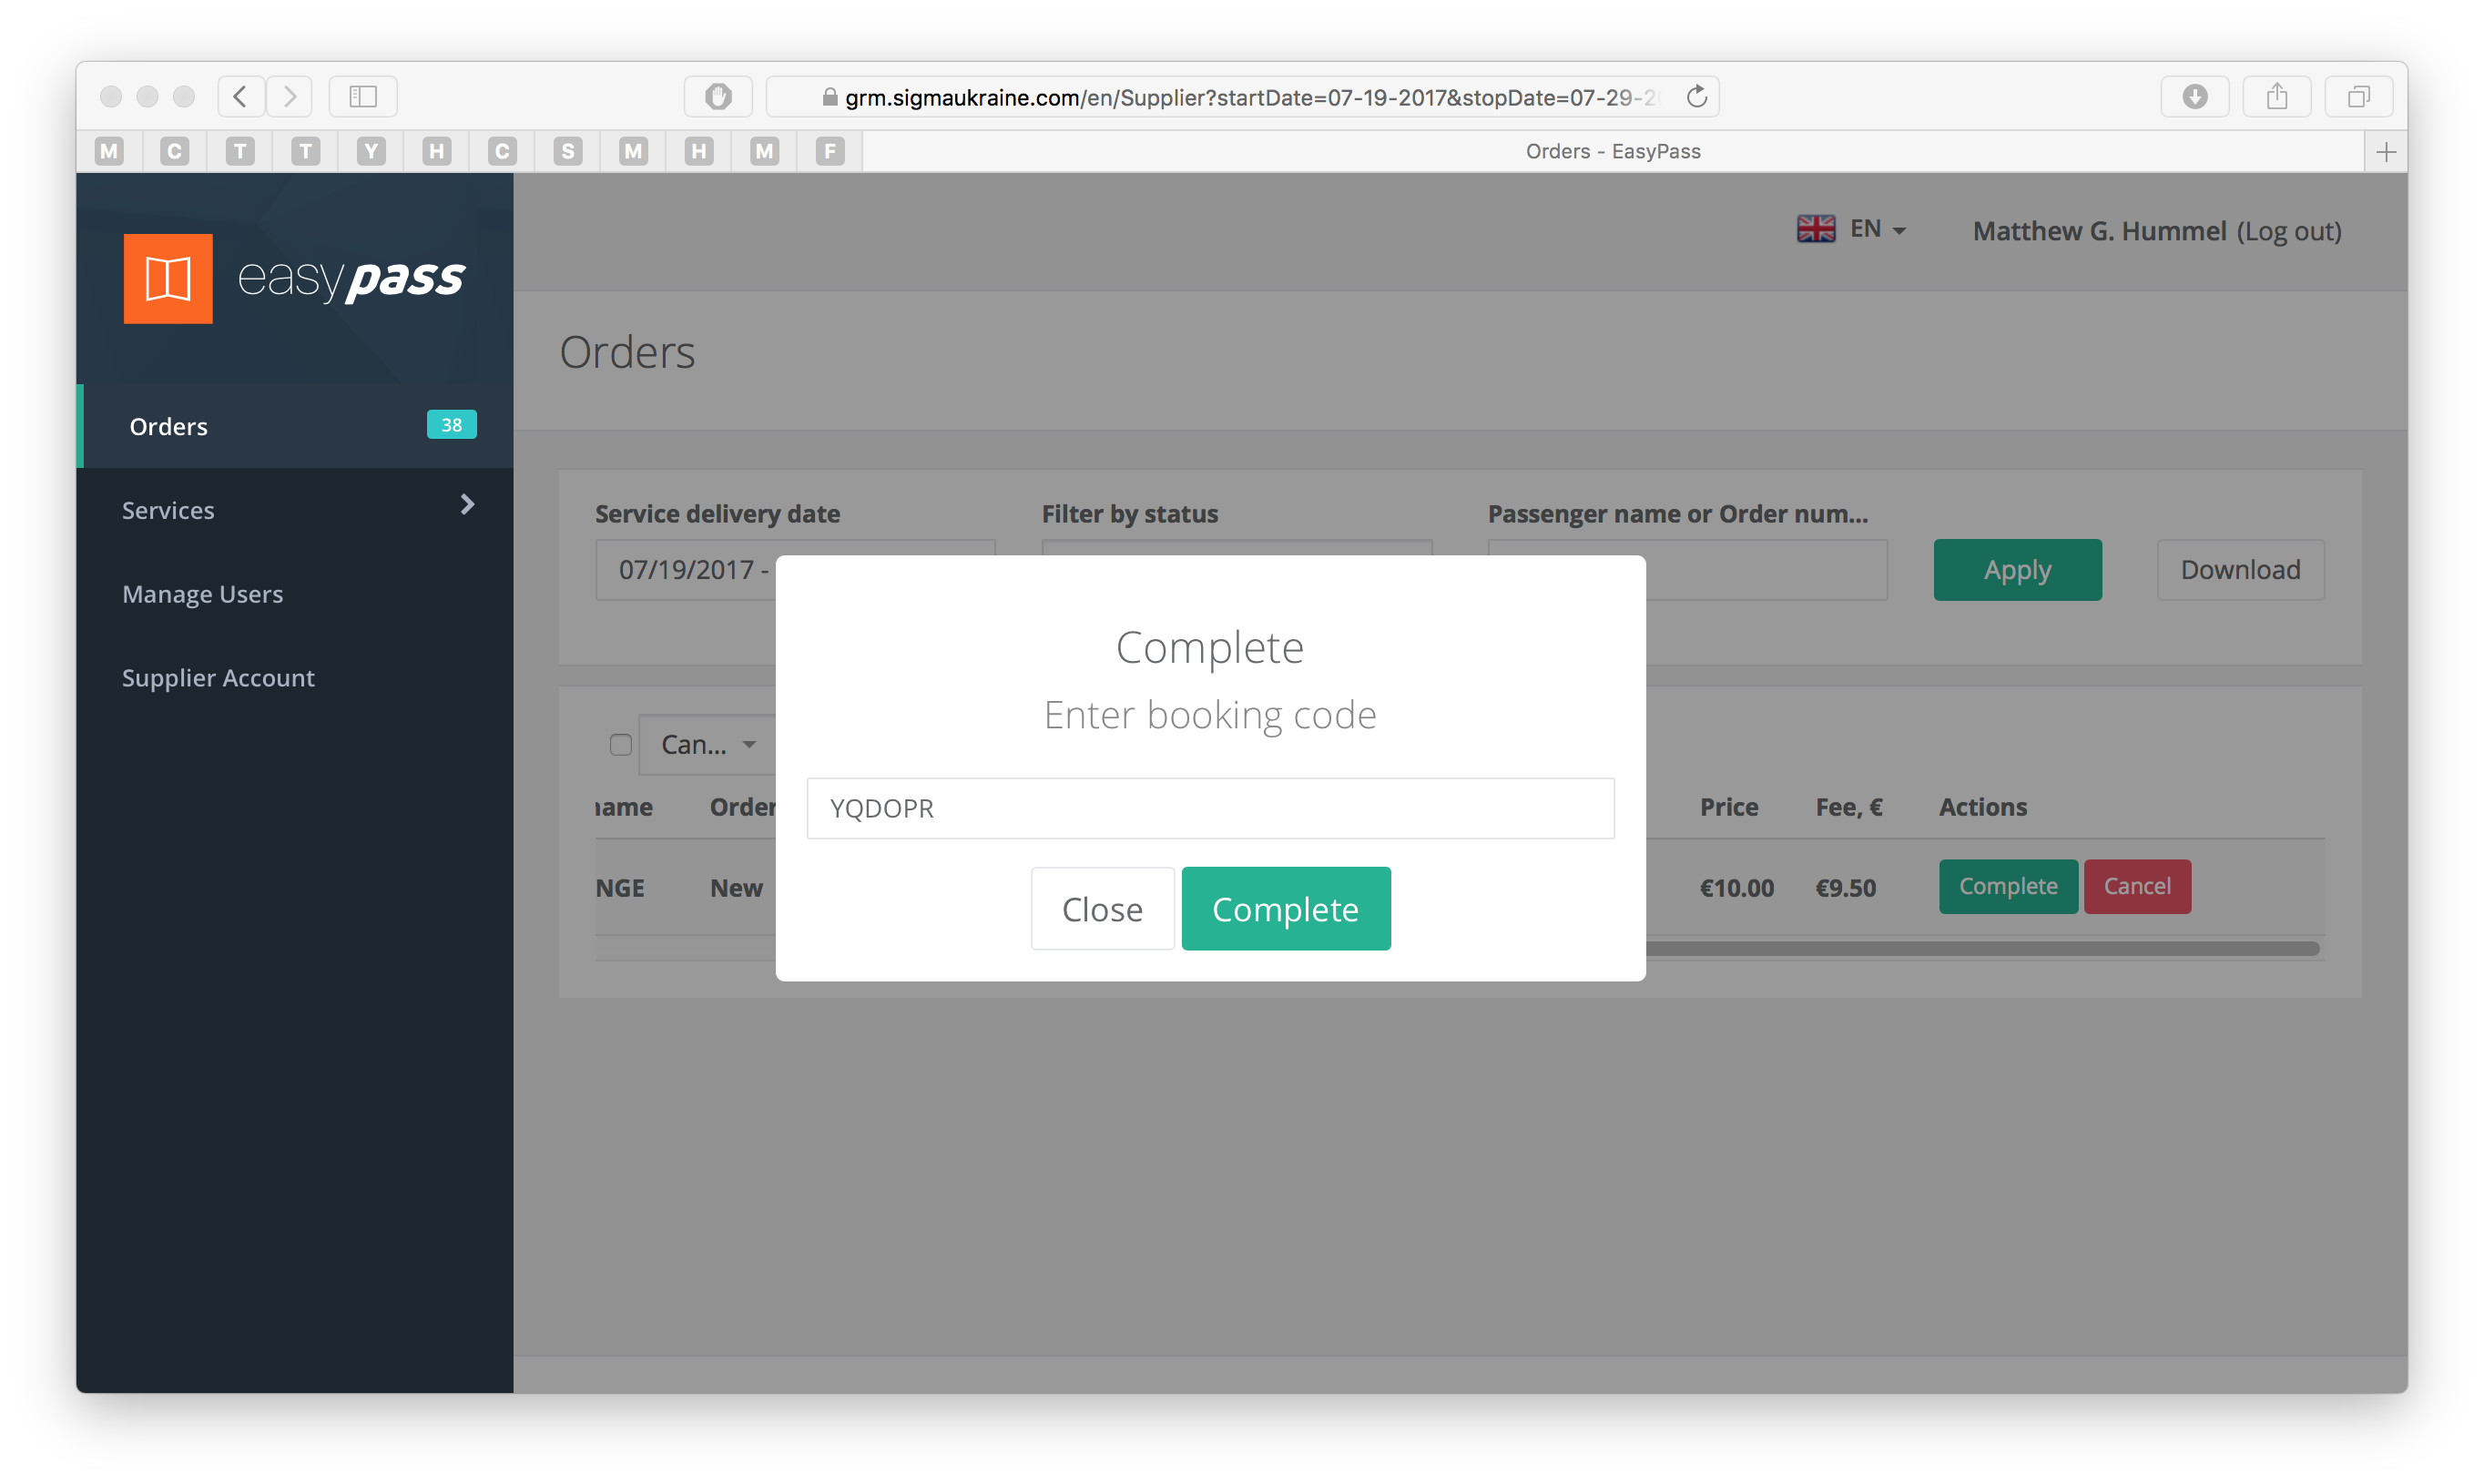 grm.sigmaukraine.com/en/Supplier?startDate=07-19-2017&stopDate=07-29-2
M C T T Y H C S M H M F
Orders - EasyPass
easypass
EN
Matthew G. Hummel (Log out)
Orders
Orders 38
Services
Manage Users
Supplier Account
Service delivery date
Filter by status
Passenger name or Order num...
07/19/2017 -
Apply
Download
Complete
Enter booking code
YQDOPR
Close
Complete
Can...
name Order Price Fee, € Actions
NGE New €10.00 €9.50 Complete Cancel